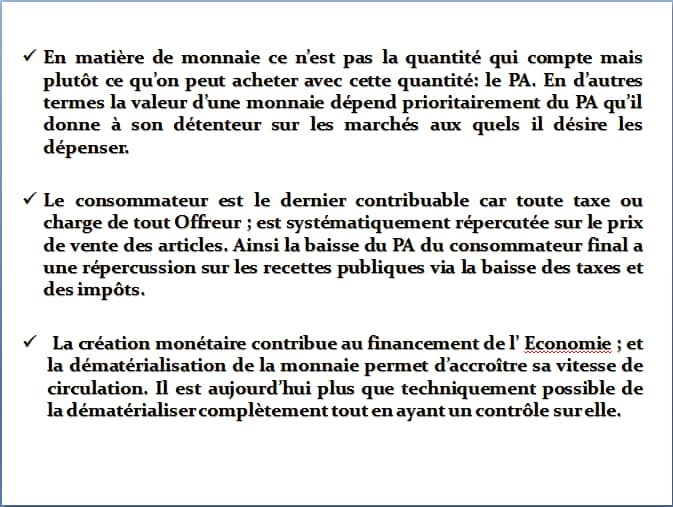 ✓ En matière de monnaie ce n'est pas la quantité qui compte mais
plutôt ce qu'on peut acheter avec cette quantité: le PA. En d'autres
termes la valeur d'une monnaie dépend prioritairement du PA qu'il
donne à son détenteur sur les marchés aux quels il désire les
dépenser.
✓ Le consommateur est le dernier contribuable car toute taxe ou
charge de tout Offreur ; est systématiquement répercutée sur le prix
de vente des articles. Ainsi la baisse du PA du consommateur final a
une répercussion sur les recettes publiques via la baisse des taxes et
des impôts.
✓ La création monétaire contribue au financement de l' Economie ; et
la dématérialisation de la monnaie permet d'accroître sa vitesse de
circulation. Il est aujourd'hui plus que techniquement possible de
la dématérialiser complètement tout en ayant un contrôle sur elle.